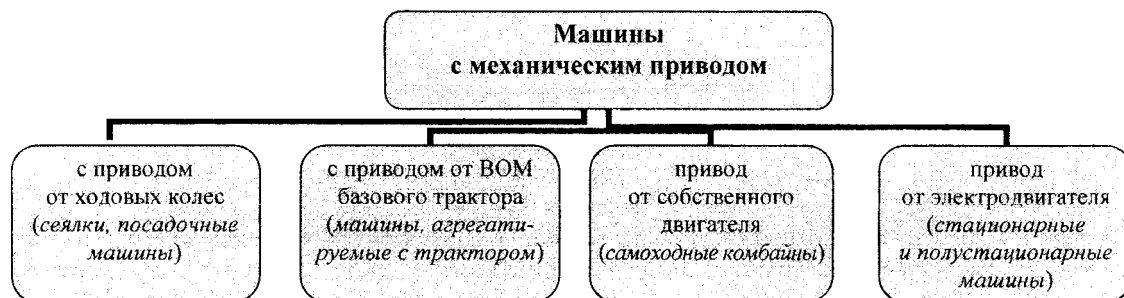 Машины
с механическим приводом
с приводом
от ходовых колес
(сеялки, посадочные
машины)
с приводом от ВОМ
базового трактора
(машины, агрегати-
руемые с трактором)
привод
от собственного
двигателя
(самоходные комбайны)
привод
от электродвигателя
(стационарные
и полустационарные
машины)